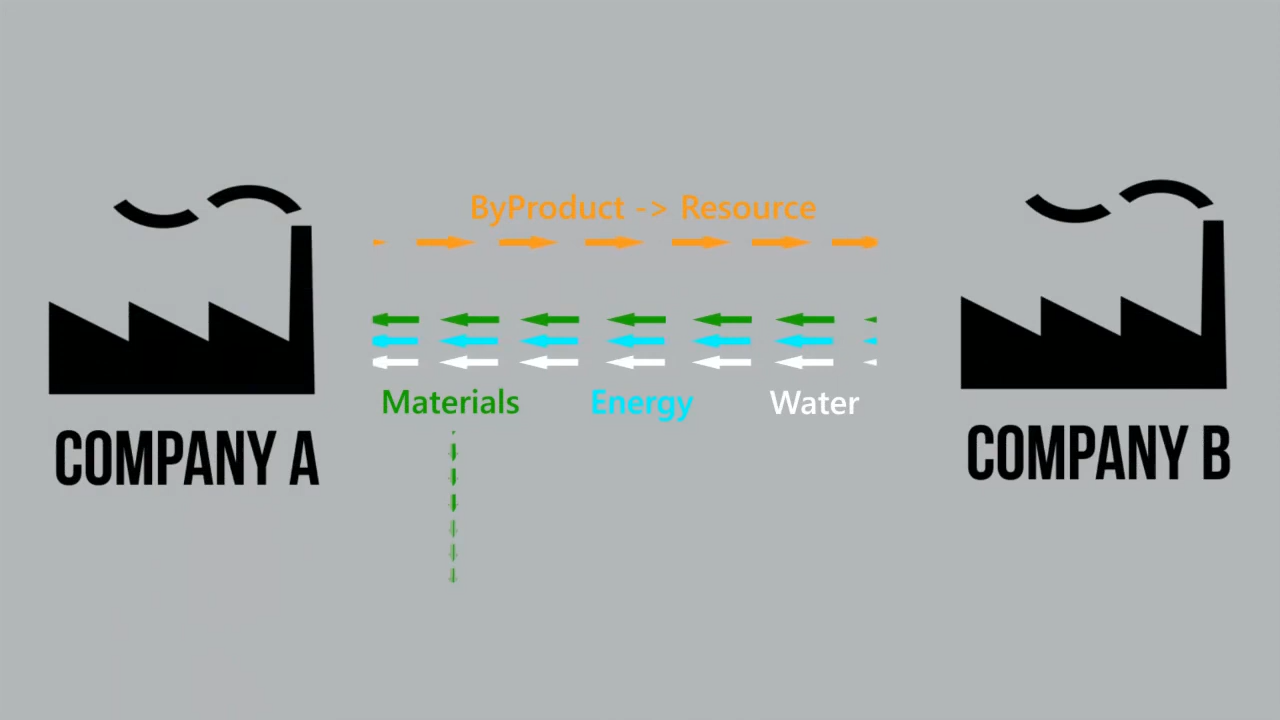 ByProduct -> Resource
Materials Energy Water
COMPANY A
COMPANY B